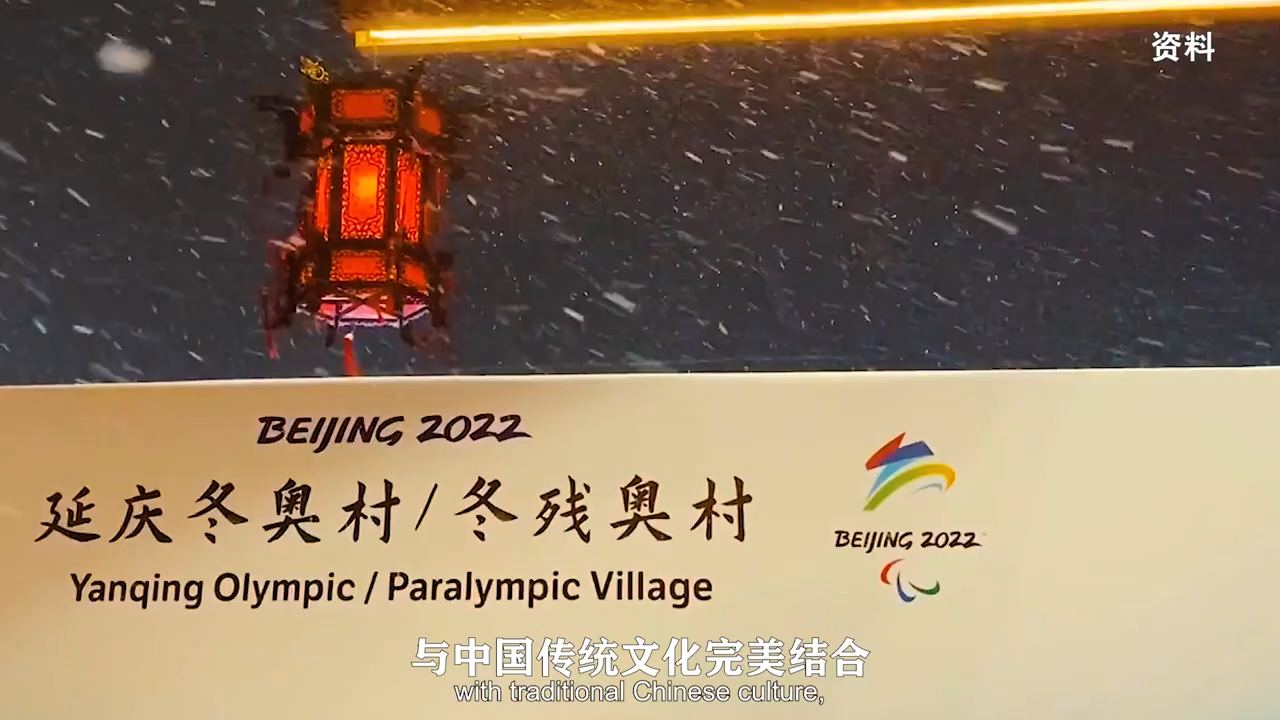 资料
BEIJING 2022
延庆冬奥村/冬残奥村
Yanqing Olympic / Paralympic Village
BEIJING 2022
与中国传统文化完美结合
with traditional Chinese culture,